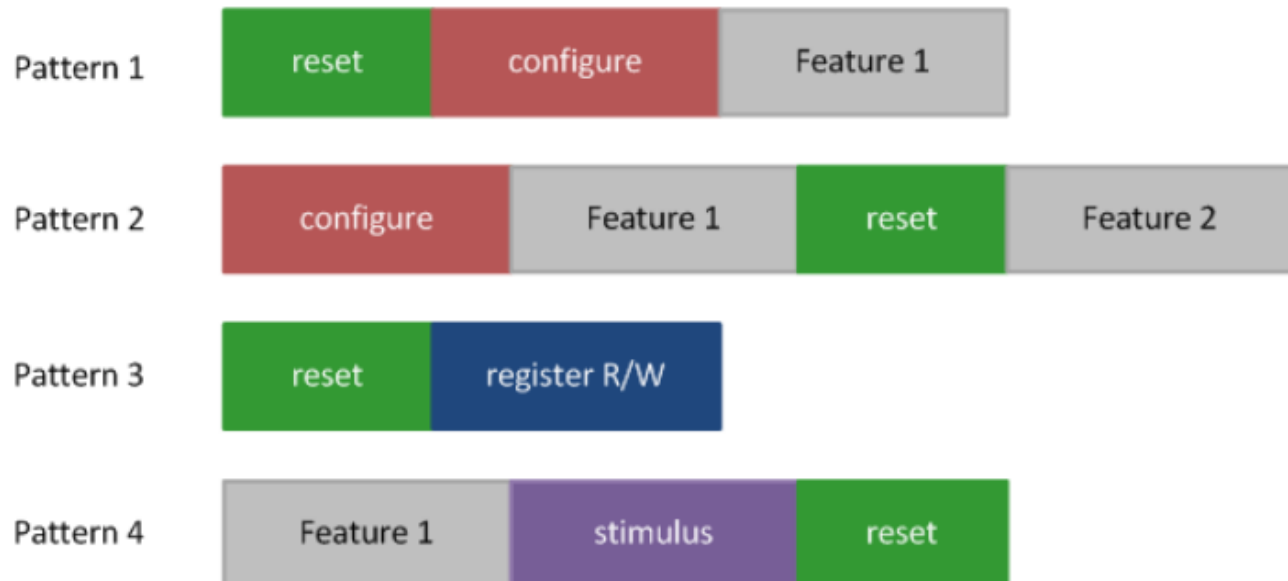 Pattern 1 reset configure Feature 1
Pattern 2 configure Feature 1 reset Feature 2
Pattern 3 reset register R/W
Pattern 4 Feature 1 stimulus reset